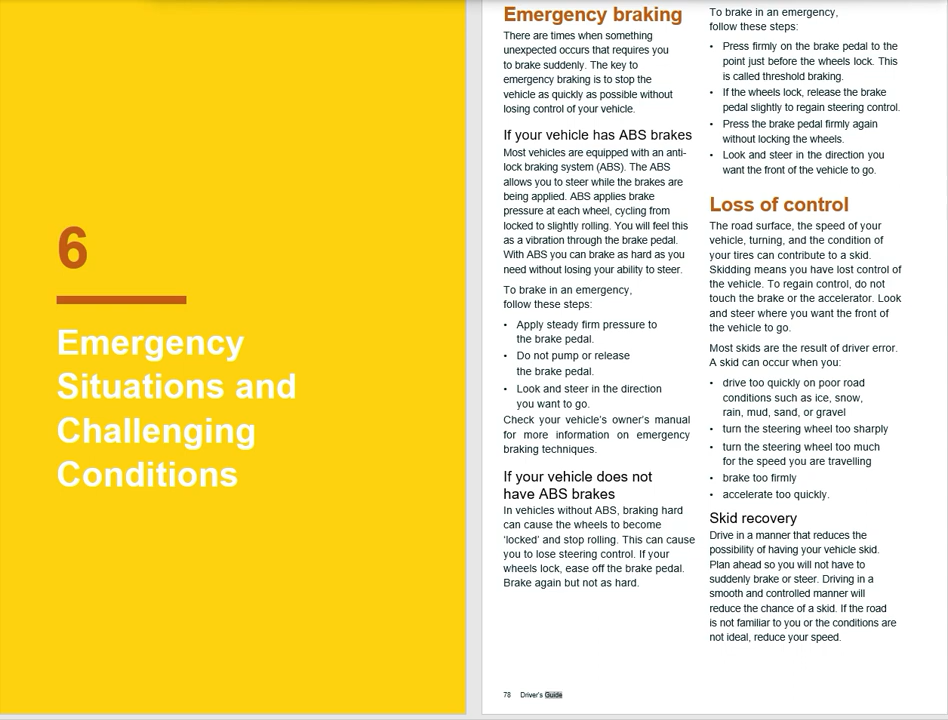 6
Emergency
Situations and
Challenging
Conditions
Emergency braking
There are times when something
unexpected occurs that requires you
to brake suddenly. The key to
emergency braking is to stop the
vehicle as quickly as possible without
losing control of your vehicle.
If your vehicle has ABS brakes
Most vehicles are equipped with an anti-
lock braking system (ABS). The ABS
allows you to steer while the brakes are
being applied. ABS applies brake
pressure at each wheel, cycling from
locked to slightly rolling. You will feel this
as a vibration through the brake pedal.
With ABS you can brake as hard as you
need without losing your ability to steer.
To brake in an emergency,
follow these steps:
• Apply steady firm pressure to
the brake pedal.
• Do not pump or release
the brake pedal.
• Look and steer in the direction
you want to go.
Check your vehicle's owner's manual
for more information on emergency
braking techniques.
If your vehicle does not
have ABS brakes
In vehicles without ABS, braking hard
can cause the wheels to become
'locked' and stop rolling. This can cause
you to lose steering control. If your
wheels lock, ease off the brake pedal.
Brake again but not as hard.
To brake in an emergency,
follow these steps:
• Press firmly on the brake pedal to the
point just before the wheels lock. This
is called threshold braking.
• If the wheels lock, release the brake
pedal slightly to regain steering control.
• Press the brake pedal firmly again
without locking the wheels.
• Look and steer in the direction you
want the front of the vehicle to go.
Loss of control
The road surface, the speed of your
vehicle, turning, and the condition of
your tires can contribute to a skid.
Skidding means you have lost control of
the vehicle. To regain control, do not
touch the brake or the accelerator. Look
and steer where you want the front of
the vehicle to go.
Most skids are the result of driver error.
A skid can occur when you:
• drive too quickly on poor road
conditions such as ice, snow,
rain, mud, sand, or gravel
• turn the steering wheel too sharply
• turn the steering wheel too much
for the speed you are travelling
• brake too firmly
• accelerate too quickly.
Skid recovery
Drive in a manner that reduces the
possibility of having your vehicle skid.
Plan ahead so you will not have to
suddenly brake or steer. Driving in a
smooth and controlled manner will
reduce the chance of a skid. If the road
is not familiar to you or the conditions are
not ideal, reduce your speed.
78 Driver's Guide